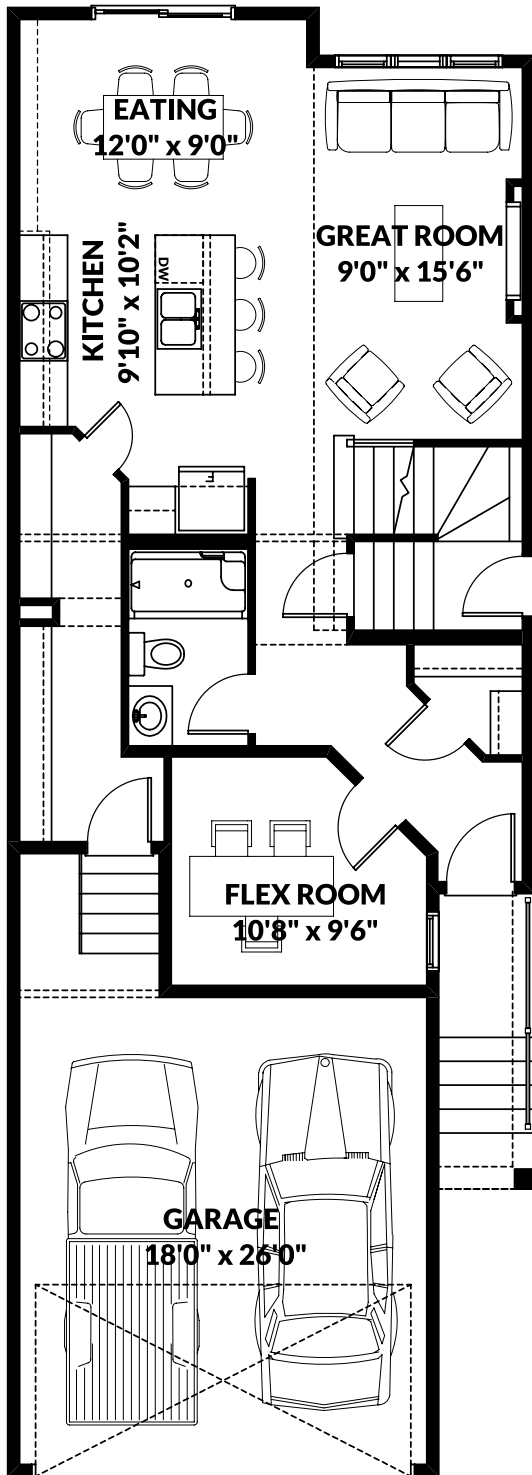 EATING
12'0" x 9'0"
GREAT ROOM
9'0" x 15'6"
KITCHEN
9'10" x 10'2"
DW
F
FLEX ROOM
10'8" x 9'6"
GARAGE
18'0" x 26'0"